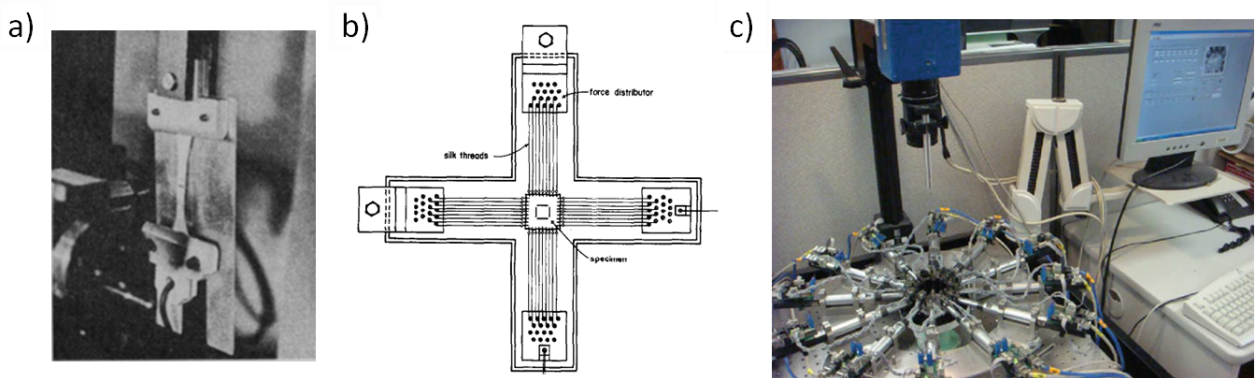 a)
b)
c)
force distributor
silk threads
specimen